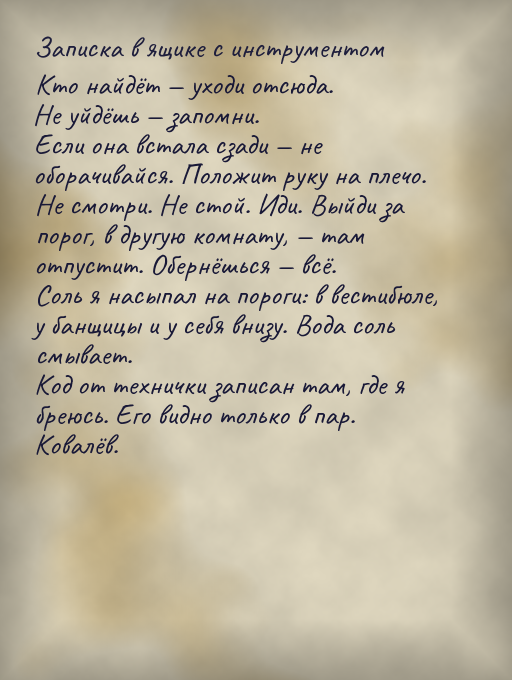 Записка в ящике с инструментом
Кто найдёт — уходи отсюда.
Не уйдёшь — запомни.
Если она встала сзади — не
оборачивайся. Положит руку на плечо.
Не смотри. Не стой. Иди. Выйди за
порог, в другую комнату, — там
отпустит. Обернёшься — всё.
Соль я насыпал на пороги: в вестибюле,
у банщицы и у себя внизу. Вода соль
смывает.
Код от технички записан там, где я
бреюсь. Его видно только в пар.
Ковалёв.